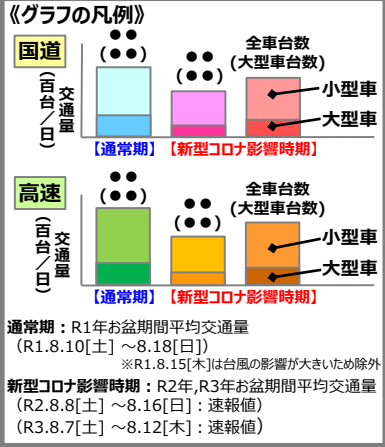 《グラフの凡例》
国道
交通量
(百台／日)
●●
(●●)
●●
(●●)
全車台数
(大型車台数)
小型車
大型車
【通常期】【新型コロナ影響時期】
高速
交通量
(百台／日)
●●
(●●)
●●
(●●)
全車台数
(大型車台数)
小型車
大型車
【通常期】【新型コロナ影響時期】
通常期：R1年お盆期間平均交通量
（R1.8.10[土] ～8.18[日]）
※R1.8.15[木]は台風の影響が大きいため除外
新型コロナ影響時期：R2年,R3年お盆期間平均交通量
（R2.8.8[土] ～8.16[日]：速報値）
（R3.8.7[土] ～8.12[木]：速報値）